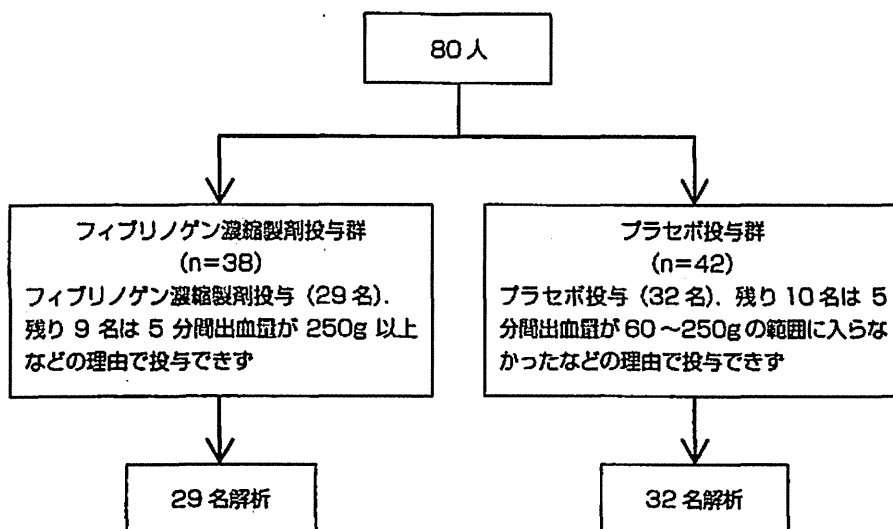 80人
フィブリノゲン濃縮製剤投与群
(n=38)
フィブリノゲン濃縮製剤投与（29名）．
残り 9 名は 5 分間出血量が 250g 以上
などの理由で投与できず
プラセボ投与群
(n=42)
プラセボ投与（32名）．残り 10 名は 5
分間出血量が 60～250g の範囲に入らな
かったなどの理由で投与できず
29名解析
32名解析